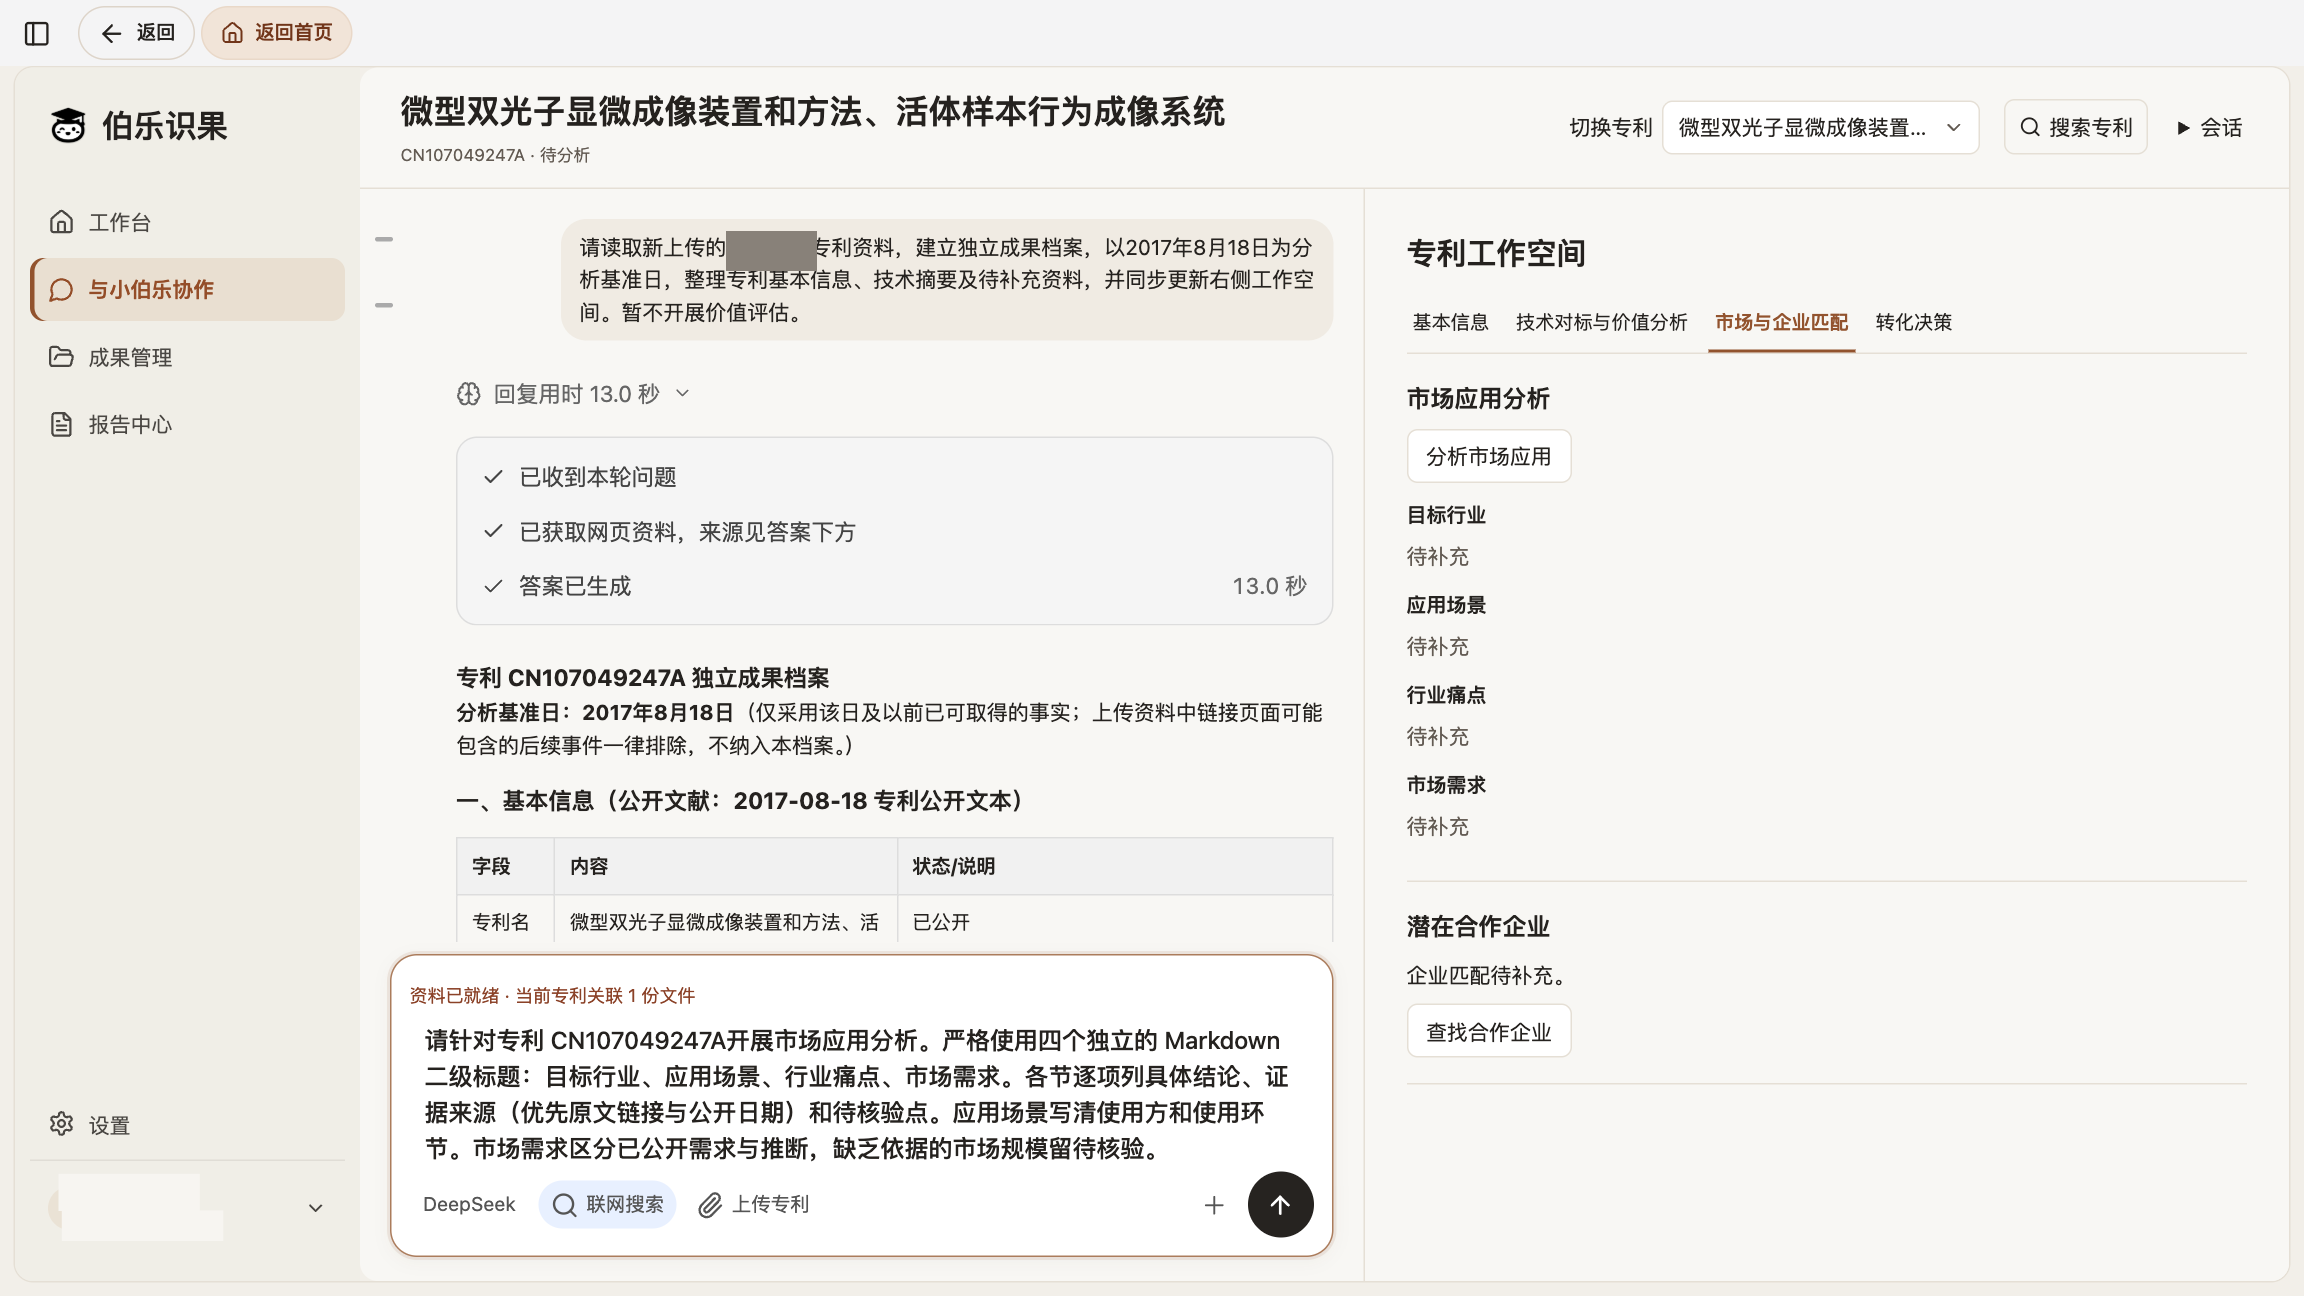 返回
返回首页
伯乐识果
工作台
与小伯乐协作
成果管理
报告中心
设置
微型双光子显微成像装置和方法、活体样本行为成像系统
CN107049247A · 待分析
切换专利
微型双光子显微成像装置...
搜索专利
会话
请读取新上传的
专利资料，建立独立成果档案，以2017年8月18日为分
析基准日，整理专利基本信息、技术摘要及待补充资料，并同步更新右侧工作空
间。暂不开展价值评估。
回复用时 13.0 秒
已收到本轮问题
已获取网页资料，来源见答案下方
答案已生成
13.0 秒
专利 CN107049247A 独立成果档案
分析基准日：2017年8月18日（仅采用该日及以前已可取得的事实；上传资料中链接页面可能
包含的后续事件一律排除，不纳入本档案。）
一、基本信息（公开文献：2017-08-18 专利公开文本）
字段
内容
状态/说明
专利名
微型双光子显微成像装置和方法、活
已公开
资料已就绪 · 当前专利关联 1 份文件
请针对专利 CN107049247A开展市场应用分析。严格使用四个独立的 Markdown
二级标题：目标行业、应用场景、行业痛点、市场需求。各节逐项列具体结论、证
据来源（优先原文链接与公开日期）和待核验点。应用场景写清使用方和使用环
节。市场需求区分已公开需求与推断，缺乏依据的市场规模留待核验。
DeepSeek
联网搜索
上传专利
专利工作空间
基本信息
技术对标与价值分析
市场与企业匹配
转化决策
市场应用分析
分析市场应用
目标行业
待补充
应用场景
待补充
行业痛点
待补充
市场需求
待补充
潜在合作企业
企业匹配待补充。
查找合作企业